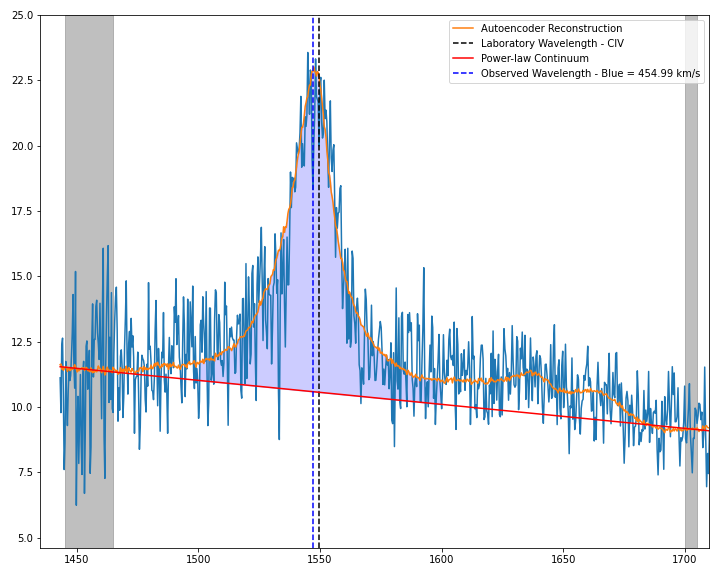 25.0
22.5
20.0
17.5
15.0
12.5
10.0
7.5
5.0
1450 1500 1550 1600 1650 1700
Autoencoder Reconstruction
Laboratory Wavelength - CIV
Power-law Continuum
Observed Wavelength - Blue = 454.99 km/s